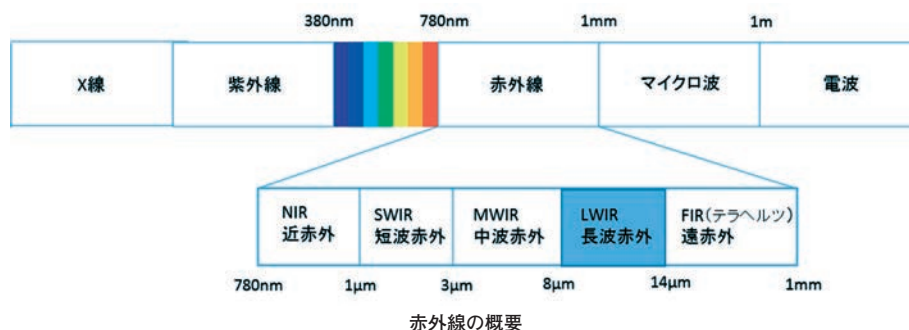 380nm 780nm 1mm 1m
X線 紫外線 赤外線 マイクロ波 電波
NIR SWIR MWIR LWIR FIR(テラヘルツ)
近赤外 短波赤外 中波赤外 長波赤外 遠赤外
780nm 1μm 3μm 8μm 14μm 1mm
赤外線の概要